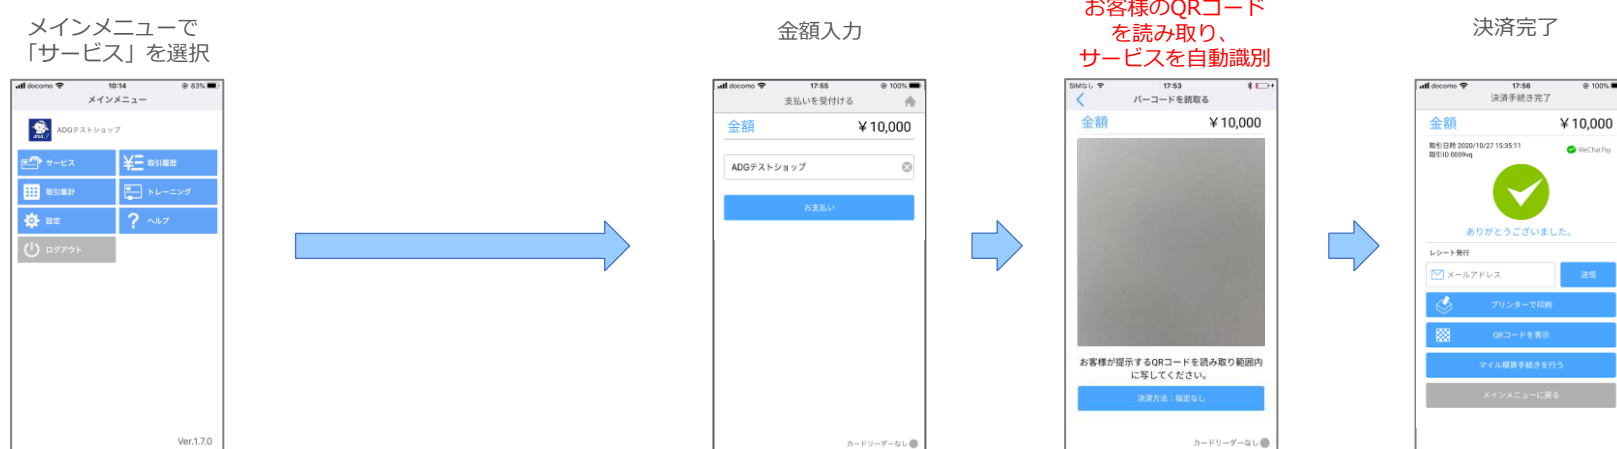 メインメニューで
「サービス」を選択
docomo 10:14 83%
メインメニュー
ADGテストショップ
サービス
取引履歴
取引集計
トレーニング
設定
ヘルプ
ログアウト
Ver.1.7.0
金額入力
docomo 17:55 100%
支払いを受付ける
金額 ¥10,000
ADGテストショップ
お支払い
カードリーダーなし
お客様のQRコード
を読み取り、
サービスを自動識別
SIMなし 17:53
バーコードを読取る
金額 ¥10,000
お客様が提示するQRコードを読み取り範囲内
に写してください。
決済方法：指定なし
カードリーダーなし
決済完了
docomo 17:56 100%
決済手続き完了
金額 ¥10,000
取引日時 2020/10/27 15:35:11
取引ID 0039vq
WeChat Pay
ありがとうございました。
レシート発行
メールアドレス
送信
プリンターで印刷
QRコードを表示
マイル積算手続きを行う
メインメニューに戻る